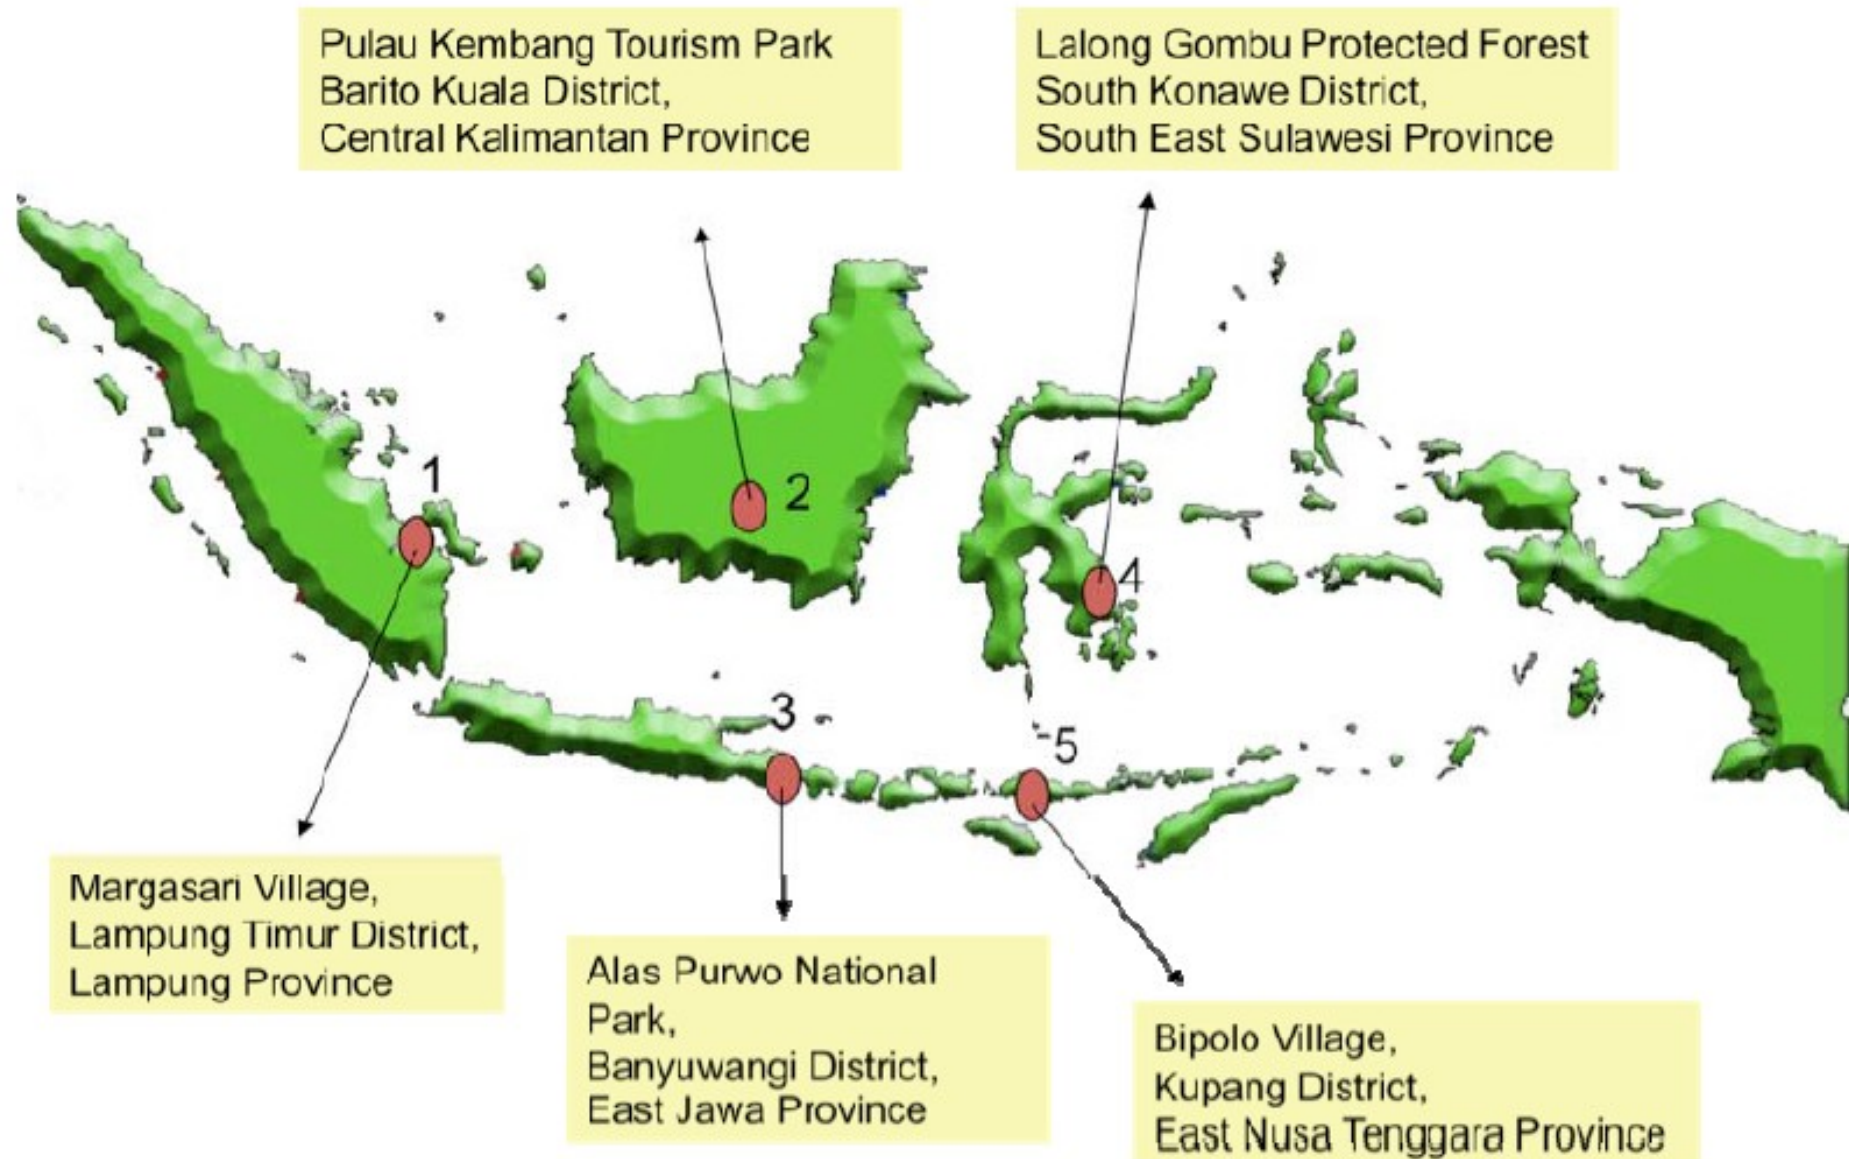 Pulau Kembang Tourism Park
Barito Kuala District,
Central Kalimantan Province
Lalong Gombu Protected Forest
South Konawe District,
South East Sulawesi Province
1
2
4
3
5
Margasari Village,
Lampung Timur District,
Lampung Province
Alas Purwo National
Park,
Banyuwangi District,
East Jawa Province
Bipolo Village,
Kupang District,
East Nusa Tenggara Province